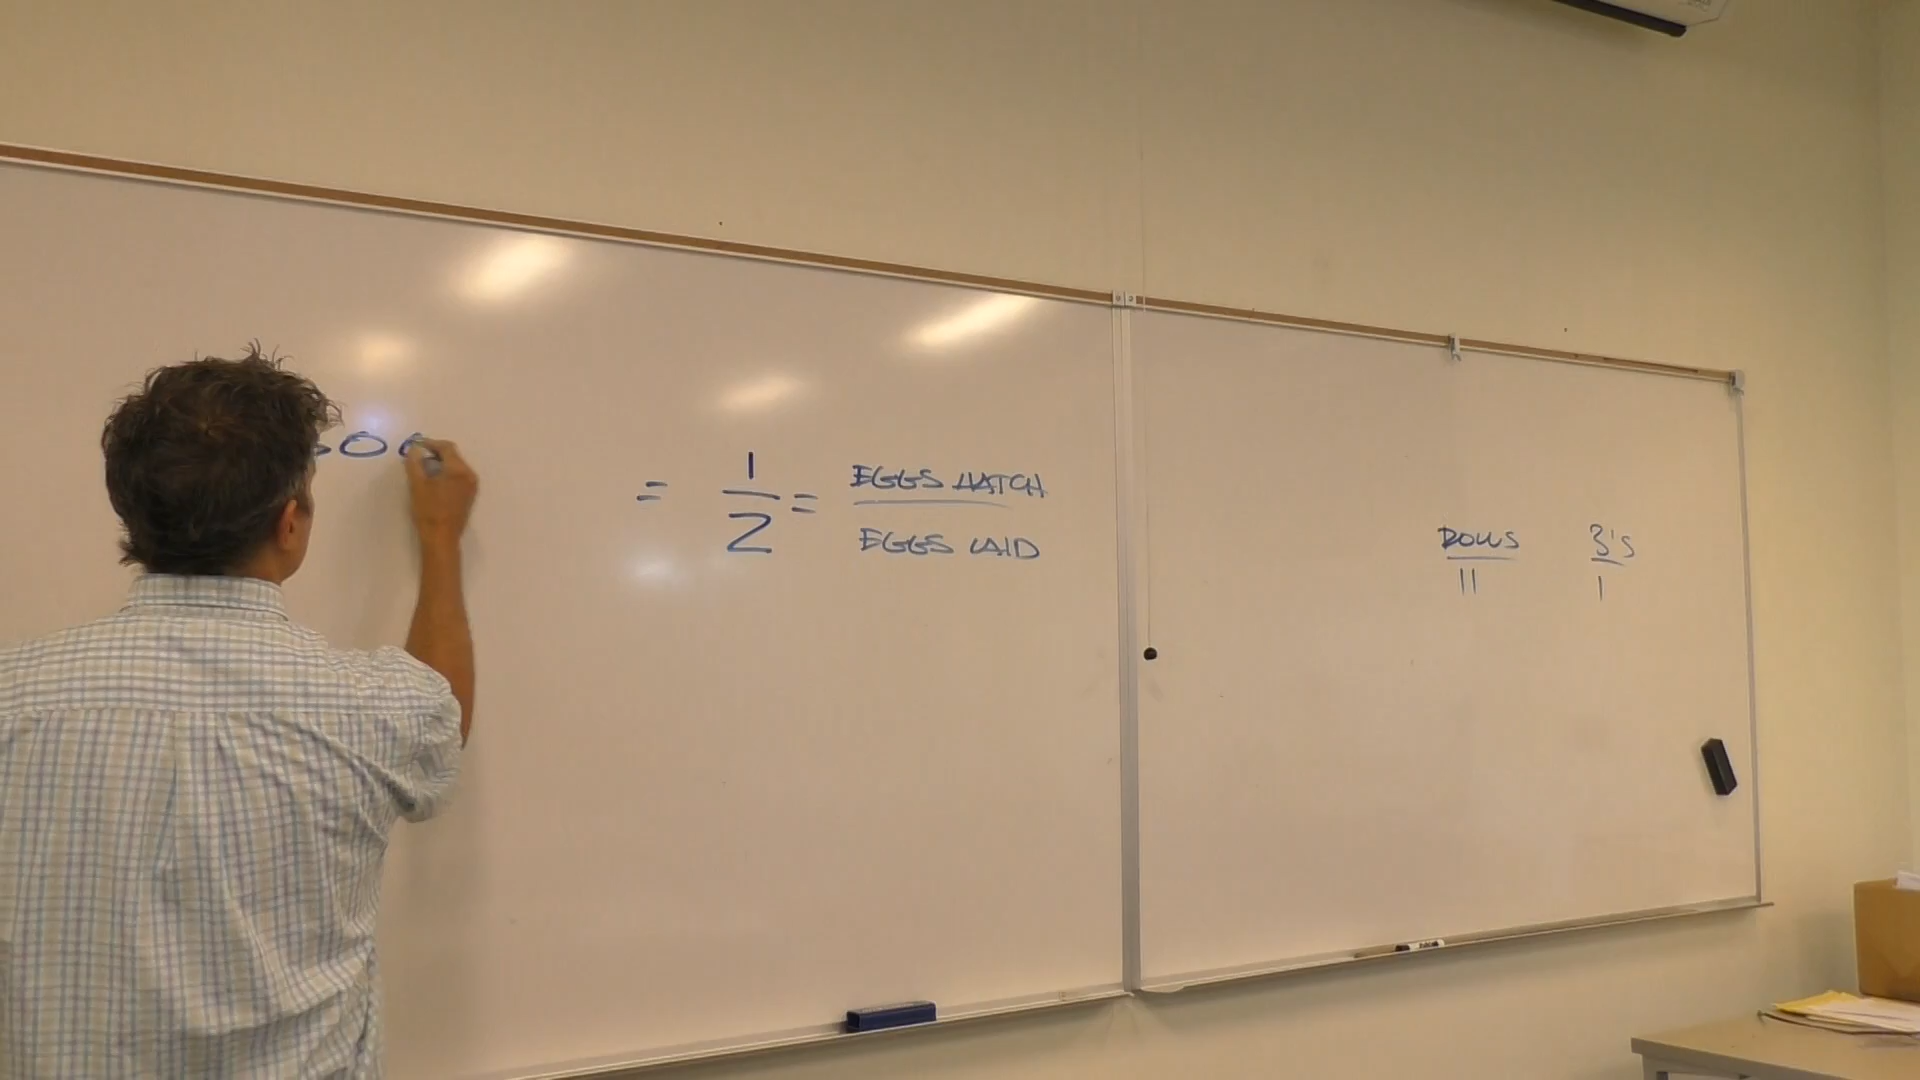 = 1/2 = EGGS HATCH / EGGS LAID
ROLLS 3's
11 1